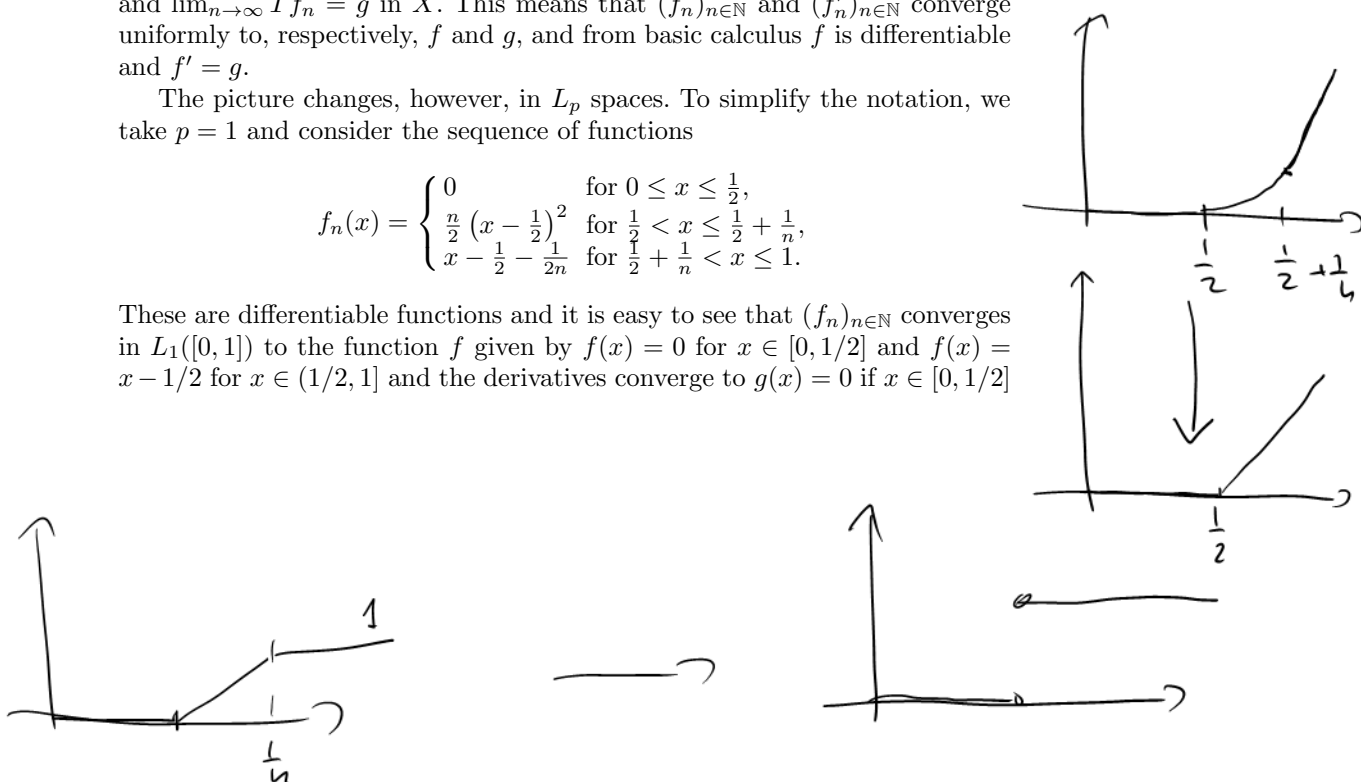 and lim_{n→∞} T f_n = g in X. This means that (f_n)_{n∈ℕ} and (f'_n)_{n∈ℕ} converge
uniformly to, respectively, f and g, and from basic calculus f is differentiable
and f′ = g.
The picture changes, however, in L_p spaces. To simplify the notation, we
take p = 1 and consider the sequence of functions
f_n(x) = { 0 for 0 ≤ x ≤ 1/2,
n/2 (x − 1/2)² for 1/2 < x ≤ 1/2 + 1/n,
x − 1/2 − 1/2n for 1/2 + 1/n < x ≤ 1.
These are differentiable functions and it is easy to see that (f_n)_{n∈ℕ} converges
in L_1([0, 1]) to the function f given by f(x) = 0 for x ∈ [0, 1/2] and f(x) =
x − 1/2 for x ∈ (1/2, 1] and the derivatives converge to g(x) = 0 if x ∈ [0, 1/2]
1/2
1/2 + 1/n
1/2
1
1/n